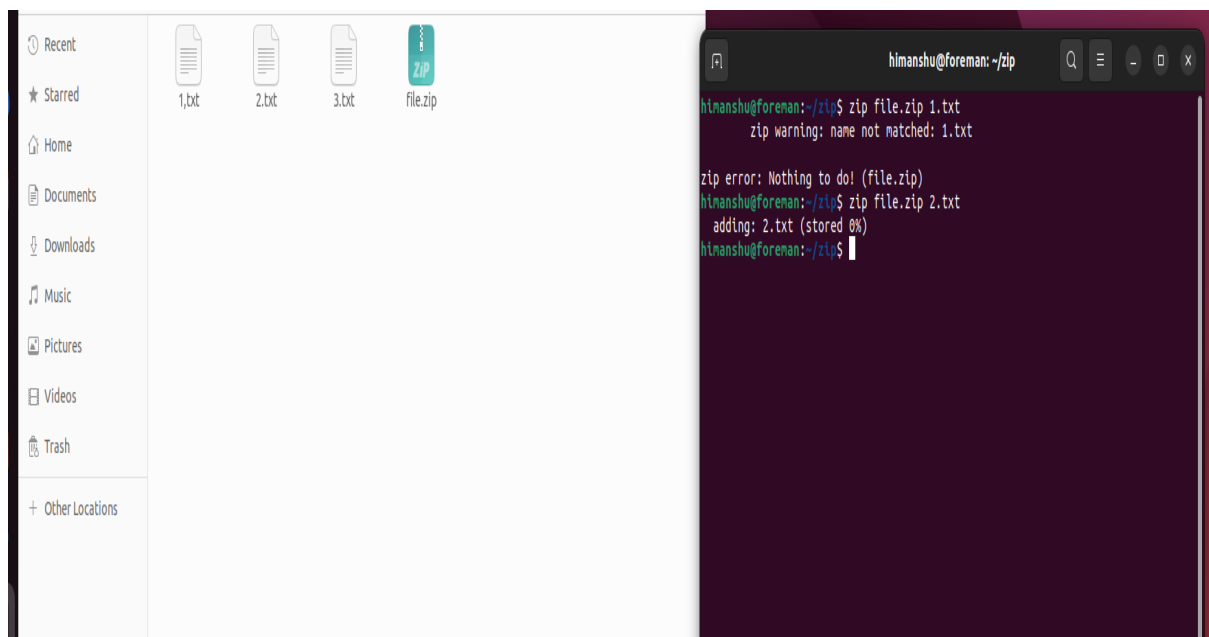 Recent
Starred
Home
Documents
Downloads
Music
Pictures
Videos
Trash
+ Other Locations
1,txt
2.txt
3.txt
ZiP
file.zip
himanshu@foreman: ~/zip
himanshu@foreman:~/zip$ zip file.zip 1.txt
zip warning: name not matched: 1.txt
zip error: Nothing to do! (file.zip)
himanshu@foreman:~/zip$ zip file.zip 2.txt
adding: 2.txt (stored 0%)
himanshu@foreman:~/zip$